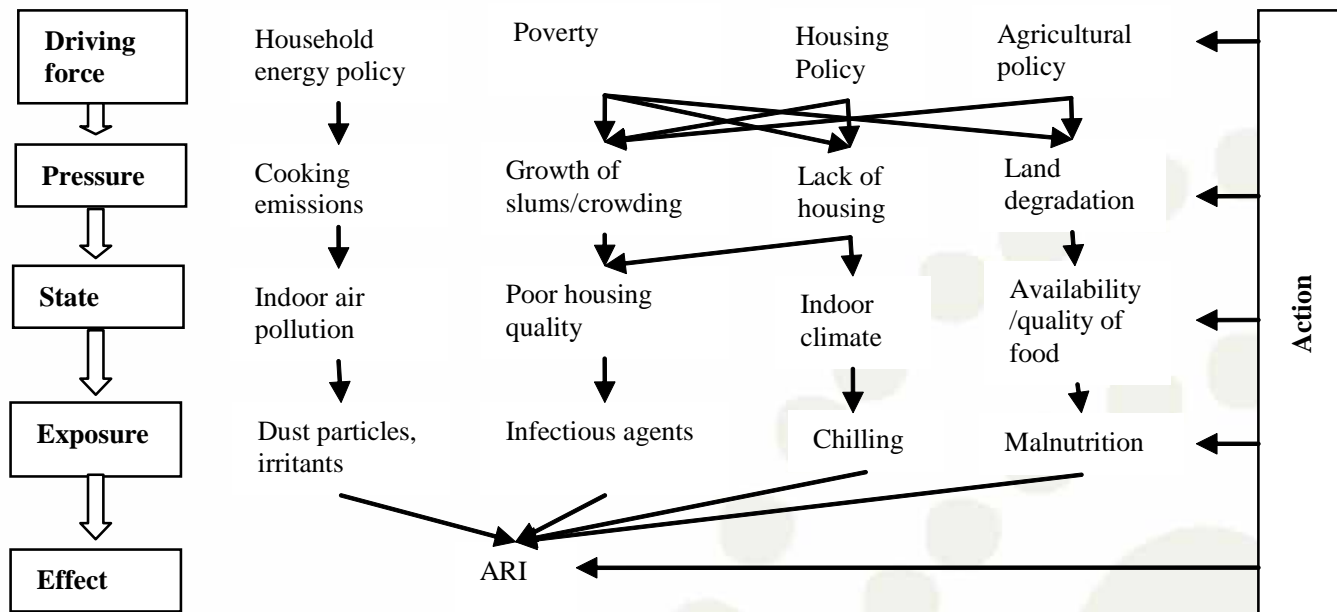 Driving
force
Household
energy policy
Poverty
Housing
Policy
Agricultural
policy
Pressure
Cooking
emissions
Growth of
slums/crowding
Lack of
housing
Land
degradation
State
Indoor air
pollution
Poor housing
quality
Indoor
climate
Availability
/quality of
food
Exposure
Dust particles,
irritants
Infectious agents
Chilling
Malnutrition
Effect
ARI
Action